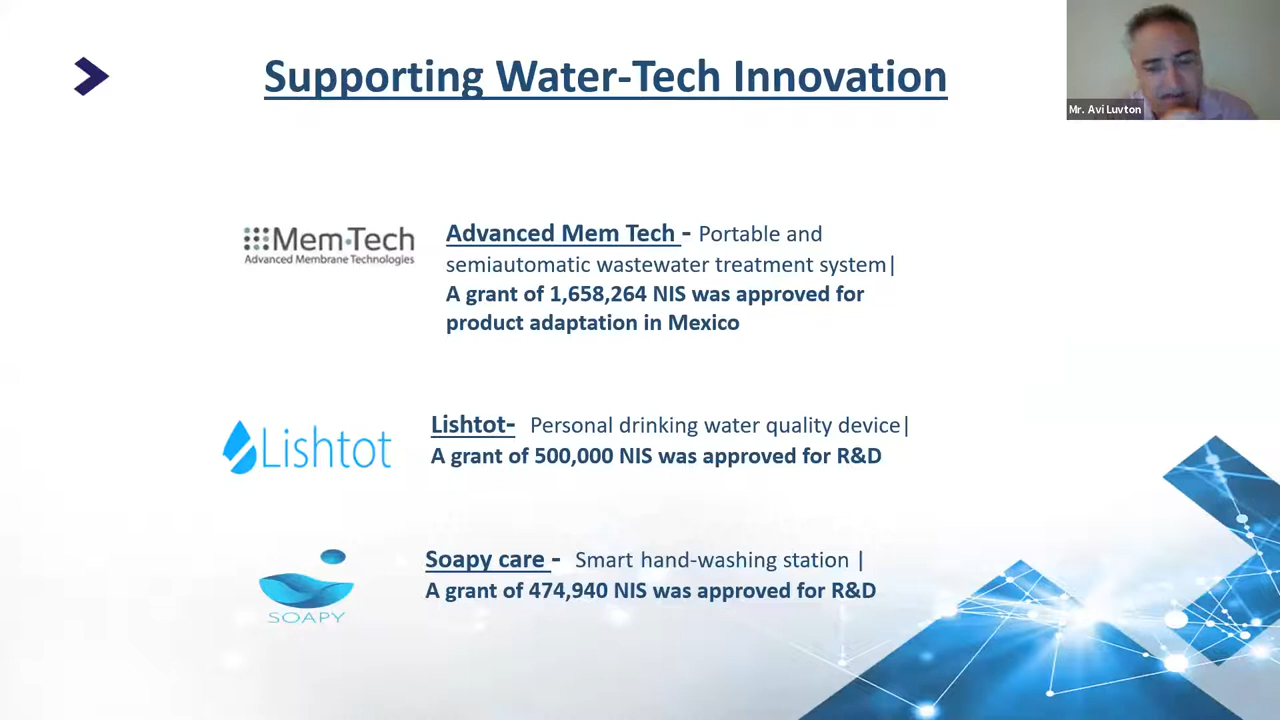 Supporting Water-Tech Innovation
Mr. Avi Luvton
Mem-Tech
Advanced Membrane Technologies
Advanced Mem Tech - Portable and
semiautomatic wastewater treatment system|
A grant of 1,658,264 NIS was approved for
product adaptation in Mexico
Lishtot
Lishtot- Personal drinking water quality device|
A grant of 500,000 NIS was approved for R&D
SOAPY
Soapy care - Smart hand-washing station |
A grant of 474,940 NIS was approved for R&D